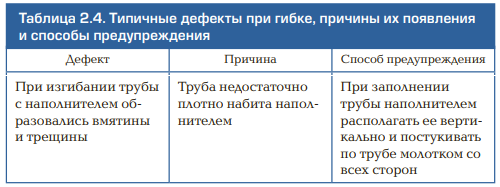 Таблица 2.4. Типичные дефекты при гибке, причины их появления
и способы предупреждения
Дефект
Причина
Способ предупреждения
При изгибании трубы
с наполнителем об-
разовались вмятины
и трещины
Труба недостаточно
плотно набита напол-
нителем
При заполнении
трубы наполнителем
располагать ее верти-
кально и постукивать
по трубе молотком со
всех сторон